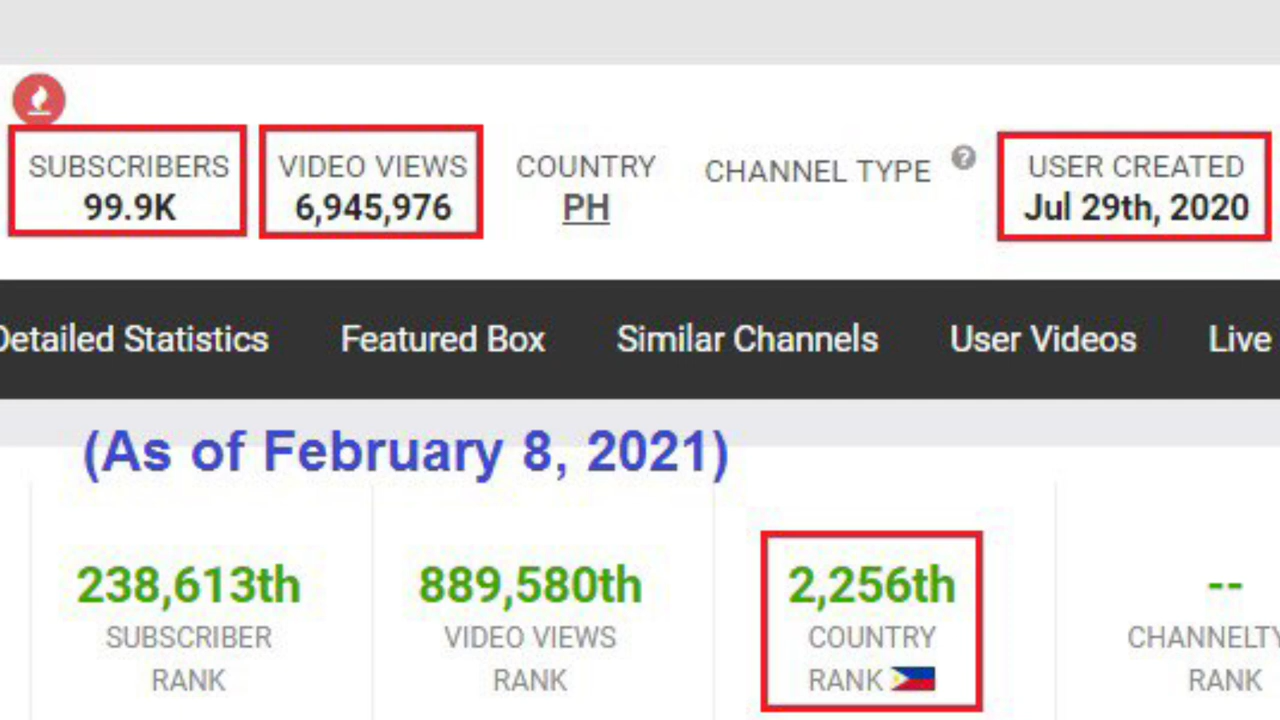 SUBSCRIBERS
99.9K
VIDEO VIEWS
6,945,976
COUNTRY
PH
CHANNEL TYPE ?
USER CREATED
Jul 29th, 2020
Detailed Statistics Featured Box Similar Channels User Videos Live
(As of February 8, 2021)
238,613th
SUBSCRIBER
RANK
889,580th
VIDEO VIEWS
RANK
2,256th
COUNTRY
RANK
--
CHANNELTY
RANK